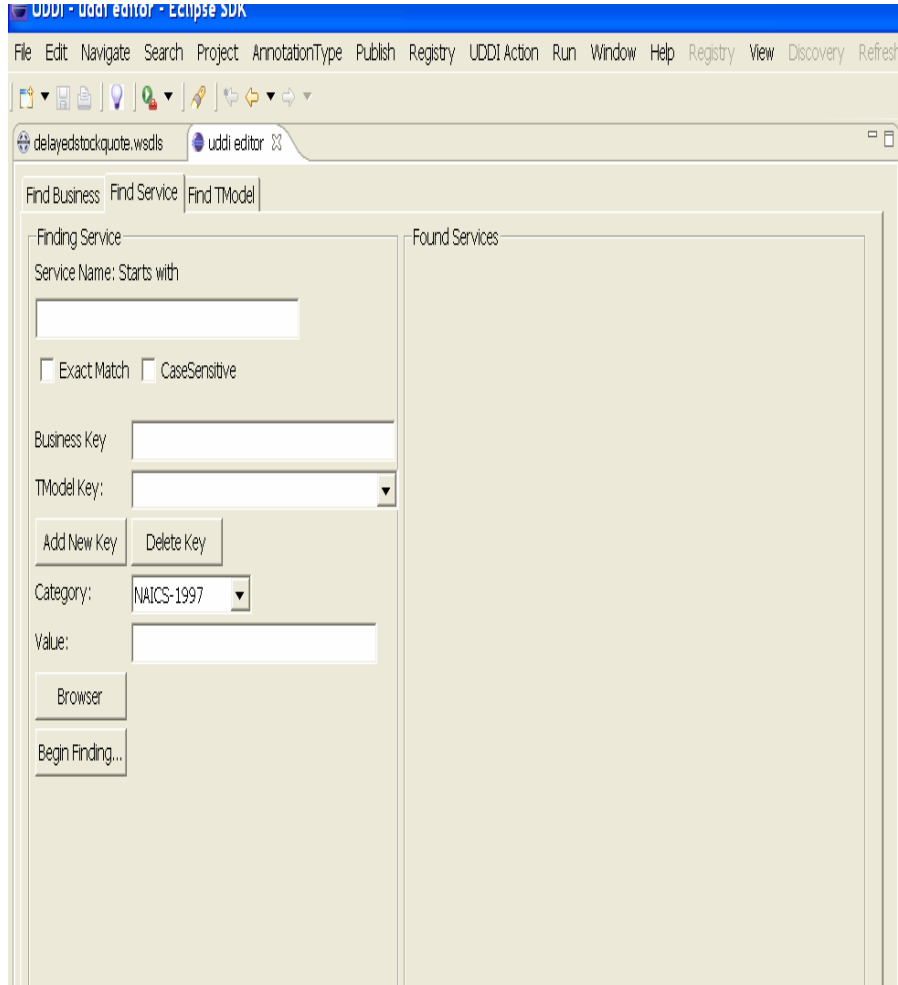 UDDI - uddi editor - Eclipse SDK
File Edit Navigate Search Project AnnotationType Publish Registry UDDI Action Run Window Help Registry View Discovery Refresh
delayedstockquote.wsdls uddi editor
Find Business Find Service Find TModel
Finding Service Found Services
Service Name: Starts with
Exact Match CaseSensitive
Business Key
TModel Key:
Add New Key Delete Key
Category: NAICS-1997
Value:
Browser
Begin Finding...